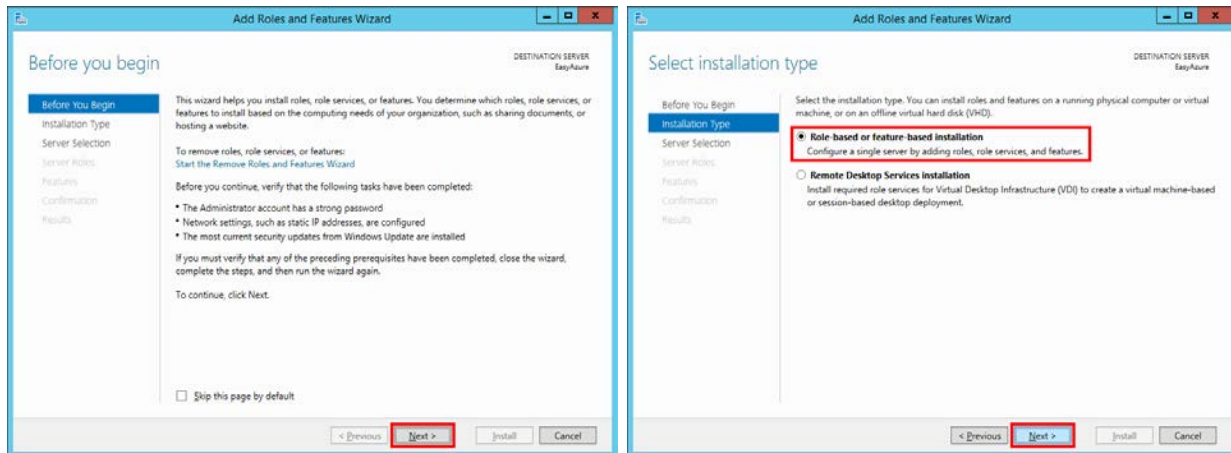 Add Roles and Features Wizard
Before you begin
DESTINATION SERVER
EasyAzure
Before You Begin
Installation Type
Server Selection
Server Roles
Features
Confirmation
Results
This wizard helps you install roles, role services, or features. You determine which roles, role services, or
features to install based on the computing needs of your organization, such as sharing documents, or
hosting a website.
To remove roles, role services, or features:
Start the Remove Roles and Features Wizard
Before you continue, verify that the following tasks have been completed:
• The Administrator account has a strong password
• Network settings, such as static IP addresses, are configured
• The most current security updates from Windows Update are installed
If you must verify that any of the preceding prerequisites have been completed, close the wizard,
complete the steps, and then run the wizard again.
To continue, click Next.
Skip this page by default
< Previous
Next >
Install
Cancel
Add Roles and Features Wizard
Select installation type
DESTINATION SERVER
EasyAzure
Before You Begin
Installation Type
Server Selection
Server Roles
Features
Confirmation
Results
Select the installation type. You can install roles and features on a running physical computer or virtual
machine, or on an offline virtual hard disk (VHD).
Role-based or feature-based installation
Configure a single server by adding roles, role services, and features.
Remote Desktop Services installation
Install required role services for Virtual Desktop Infrastructure (VDI) to create a virtual machine-based
or session-based desktop deployment.
< Previous
Next >
Install
Cancel